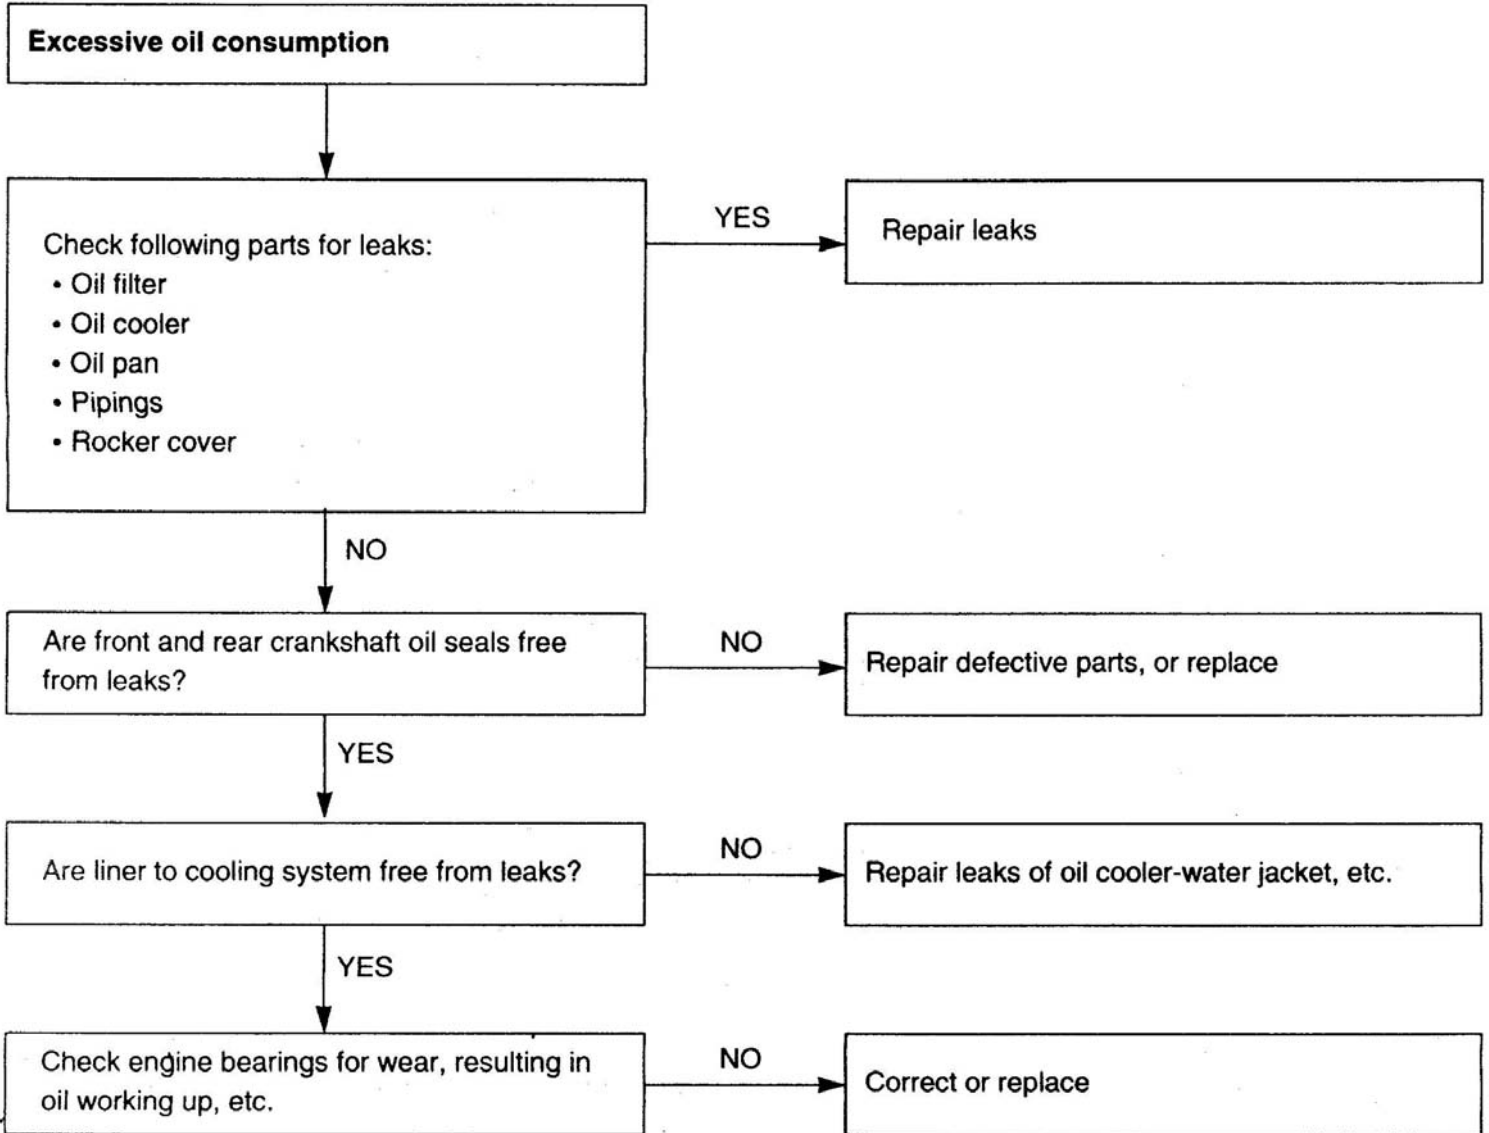 Excessive oil consumption
Check following parts for leaks:
• Oil filter
• Oil cooler
• Oil pan
• Pipings
• Rocker cover
YES
Repair leaks
NO
Are front and rear crankshaft oil seals free
from leaks?
NO
Repair defective parts, or replace
YES
Are liner to cooling system free from leaks?
NO
Repair leaks of oil cooler-water jacket, etc.
YES
Check engine bearings for wear, resulting in
oil working up, etc.
NO
Correct or replace